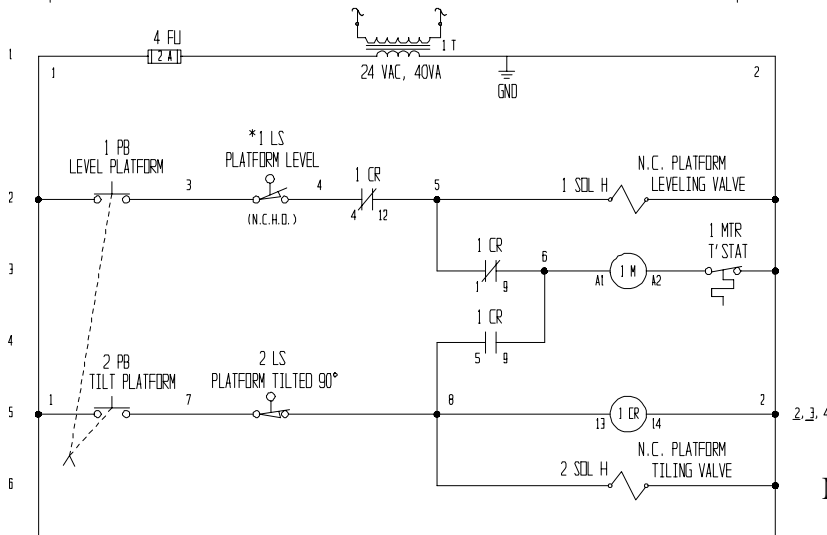 4 FU
2 A
1 T
24 VAC, 40VA
GND
1
1
2
1 PB
LEVEL PLATFORM
*1 LS
PLATFORM LEVEL
(N.C.H.O.)
1 CR
4 12
N.C. PLATFORM
LEVELING VALVE
1 SOL H
2
3
4
5
1 CR
1 9
6
1 M
A1 A2
1 MTR
T'STAT
3
1 CR
5 9
4
2 PB
TILT PLATFORM
2 LS
PLATFORM TILTED 90°
5
1
7
8
1 CR
13 14
2
2, 3, 4
N.C. PLATFORM
TILING VALVE
2 SOL H
6